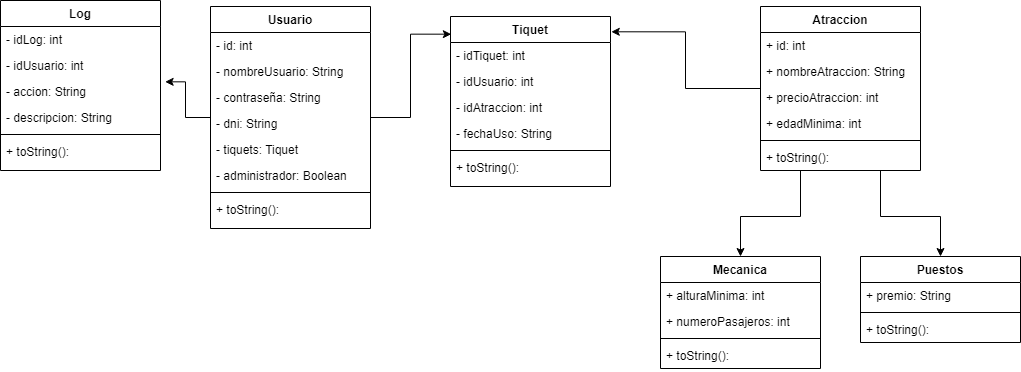 Log
- idLog: int
- idUsuario: int
- accion: String
- descripcion: String
+ toString():
Usuario
- id: int
- nombreUsuario: String
- contraseña: String
- dni: String
- tiquets: Tiquet
- administrador: Boolean
+ toString():
Tiquet
- idTiquet: int
- idUsuario: int
- idAtraccion: int
- fechaUso: String
+ toString():
Atraccion
+ id: int
+ nombreAtraccion: String
+ precioAtraccion: int
+ edadMinima: int
+ toString():
Mecanica
+ alturaMinima: int
+ numeroPasajeros: int
+ toString():
Puestos
+ premio: String
+ toString():